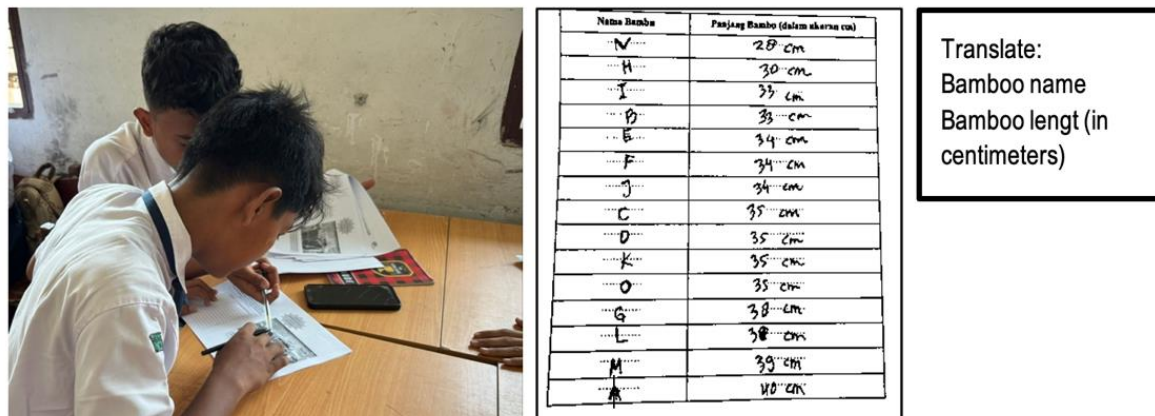 Nama Bambu Panjang Bambo (dalam ukuran cm)
N 28 cm
H 30 cm
I 33 cm
B 33 cm
E 34 cm
F 34 cm
J 34 cm
C 35 cm
D 35 cm
K 35 cm
O 35 cm
G 38 cm
L 38 cm
M 39 cm
A 40 cm
Translate:
Bamboo name
Bamboo lengt (in
centimeters)